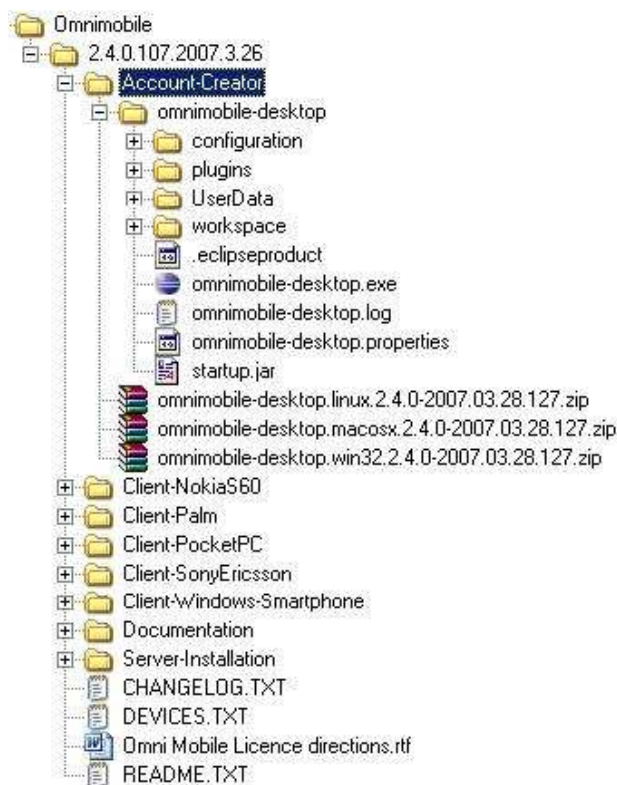 Omnimobile
2.4.0.107.2007.3.26
Account-Creator
omnimobile-desktop
configuration
plugins
UserData
workspace
.eclipseproduct
omnimobile-desktop.exe
omnimobile-desktop.log
omnimobile-desktop.properties
startup.jar
omnimobile-desktop.linux.2.4.0-2007.03.28.127.zip
omnimobile-desktop.macosx.2.4.0-2007.03.28.127.zip
omnimobile-desktop.win32.2.4.0-2007.03.28.127.zip
Client-NokiaS60
Client-Palm
Client-PocketPC
Client-SonyEricsson
Client-Windows-Smartphone
Documentation
Server-Installation
CHANGELOG.TXT
DEVICES.TXT
Omni Mobile Licence directions.rtf
README.TXT